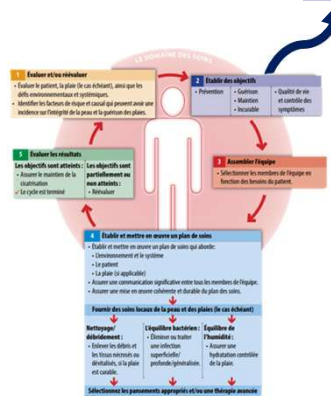 LE DOMAINE DES SOINS
1 Évaluer et/ou réévaluer
• Évaluer le patient, la plaie (le cas échéant), ainsi que les
défis environnementaux et systémiques.
• Identifier les facteurs de risque et causal qui peuvent avoir une
incidence sur l'intégrité de la peau et la guérison des plaies.
2 Établir des objectifs
• Prévention
• Guérison
• Maintien
• Incurable
• Qualité de vie
et contrôle des
symptômes
3 Assembler l'équipe
• Sélectionner les membres de l'équipe en
fonction des besoins du patient.
4 Établir et mettre en œuvre un plan de soins
• Établir et mettre en œuvre un plan de soins qui aborde:
• L'environnement et le système
• Le patient
• La plaie (si applicable)
• Assurer une communication significative entre tous les membres de l'équipe.
• Assurer une mise en œuvre cohérente et durable du plan des soins.
Fournir des soins locaux de la peau et des plaies (le cas échéant)
Nettoyage/
débridement :
• Enlever les débris et
les tissus nécrosés ou
dévitalisés, si la plaie
est curable.
L'équilibre bactérien :
• Éliminer ou traiter
une infection
superficielle/
profonde/généralisée.
Équilibre de
l'humidité :
• Assurer une
hydratation contrôlée
de la plaie.
Sélectionnez les pansements appropriés et/ou une thérapie avancée
5 Évaluer les résultats
Les objectifs sont atteints :
• Assurer le maintien de la
cicatrisation
✓ Le cycle est terminé
Les objectifs sont
partiellement ou
non atteints :
• Réévaluer